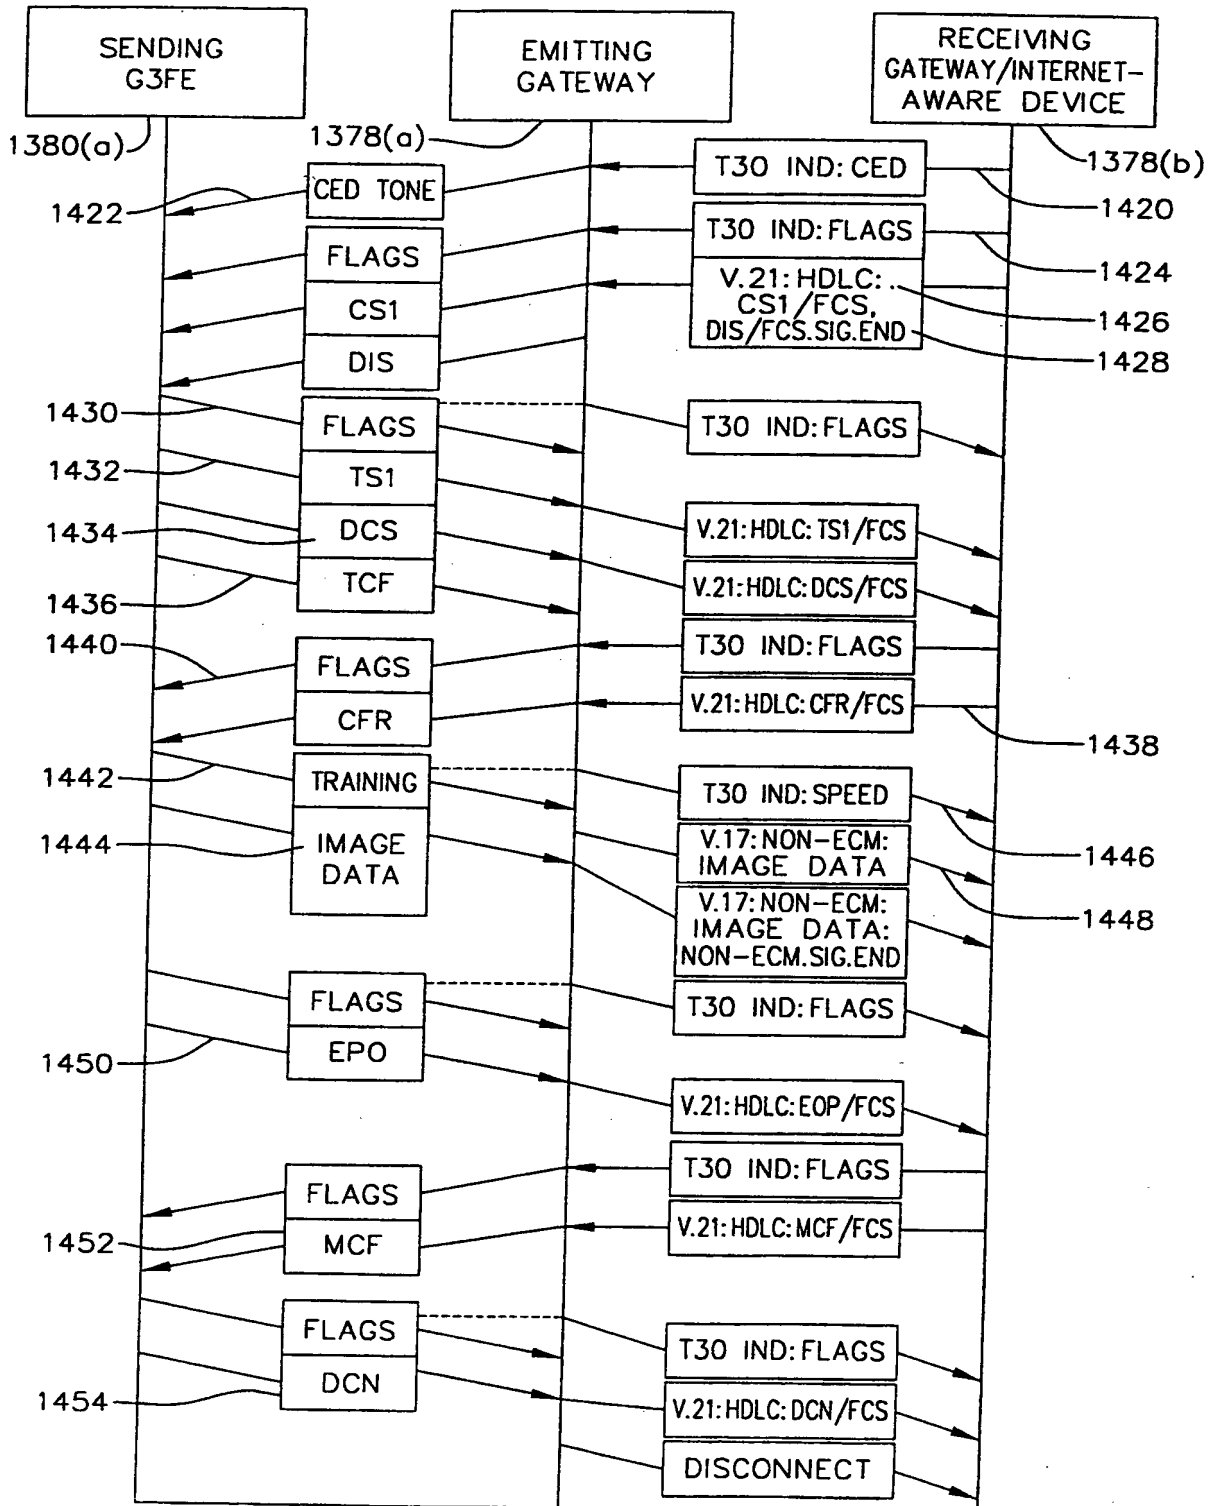 SENDING
G3FE
EMITTING
GATEWAY
RECEIVING
GATEWAY/INTERNET-
AWARE DEVICE
1380(a)
1378(a)
1378(b)
T30 IND: CED
CED TONE
1422
1420
T30 IND: FLAGS
FLAGS
1424
V.21: HDLC: .
CS1/FCS,
DIS/FCS.SIG.END
CS1
1426
DIS
1428
1430
FLAGS
T30 IND: FLAGS
1432
TS1
1434
DCS
V.21: HDLC: TS1/FCS
1436
TCF
V.21: HDLC: DCS/FCS
1440
FLAGS
T30 IND: FLAGS
CFR
V.21: HDLC: CFR/FCS
1438
1442
TRAINING
T30 IND: SPEED
1444
IMAGE
DATA
V.17: NON-ECM:
IMAGE DATA
1446
V.17: NON-ECM:
IMAGE DATA:
NON-ECM.SIG.END
1448
FLAGS
T30 IND: FLAGS
1450
EPO
V.21: HDLC: EOP/FCS
FLAGS
T30 IND: FLAGS
1452
MCF
V.21: HDLC: MCF/FCS
FLAGS
T30 IND: FLAGS
1454
DCN
V.21: HDLC: DCN/FCS
DISCONNECT